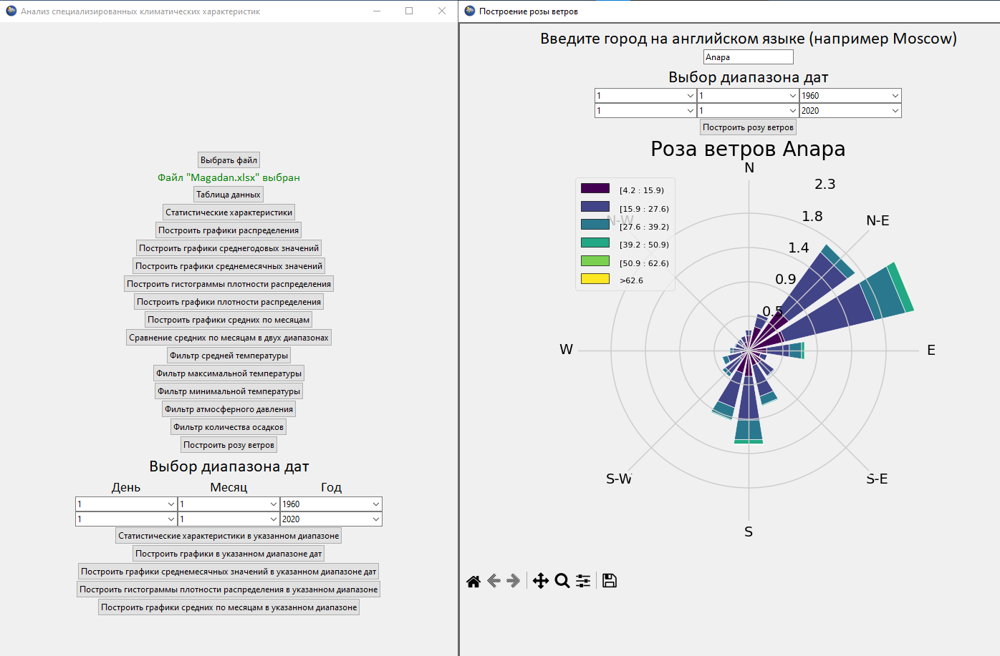 Анализ специализированных климатических характеристик
Выбрать файл
Файл "Magadan.xlsx" выбран
Таблица данных
Статистические характеристики
Построить графики распределения
Построить графики среднегодовых значений
Построить графики среднемесячных значений
Построить гистограммы плотности распределения
Построить графики плотности распределения
Построить графики средних по месяцам
Сравнение средних по месяцам в двух диапазонах
Фильтр средней температуры
Фильтр максимальной температуры
Фильтр минимальной температуры
Фильтр атмосферного давления
Фильтр количества осадков
Построить розу ветров
Выбор диапазона дат
День Месяц Год
1 1 1960
1 1 2020
Статистические характеристики в указанном диапазоне
Построить графики в указанном диапазоне дат
Построить графики среднемесячных значений в указанном диапазоне дат
Построить гистограммы плотности распределения в указанном диапазоне
Построить графики средних по месяцам в указанном диапазоне
Построение розы ветров
Введите город на английском языке (например Moscow)
Anapa
Выбор диапазона дат
1 1 1960
1 1 2020
Построить розу ветров
Роза ветров Anapa
N
2.3
[4.2 : 15.9)
[15.9 : 27.6)
[27.6 : 39.2)
[39.2 : 50.9)
[50.9 : 62.6)
>62.6
N-W
1.8
N-E
1.4
0.9
0.5
W
E
S-W
S-E
S